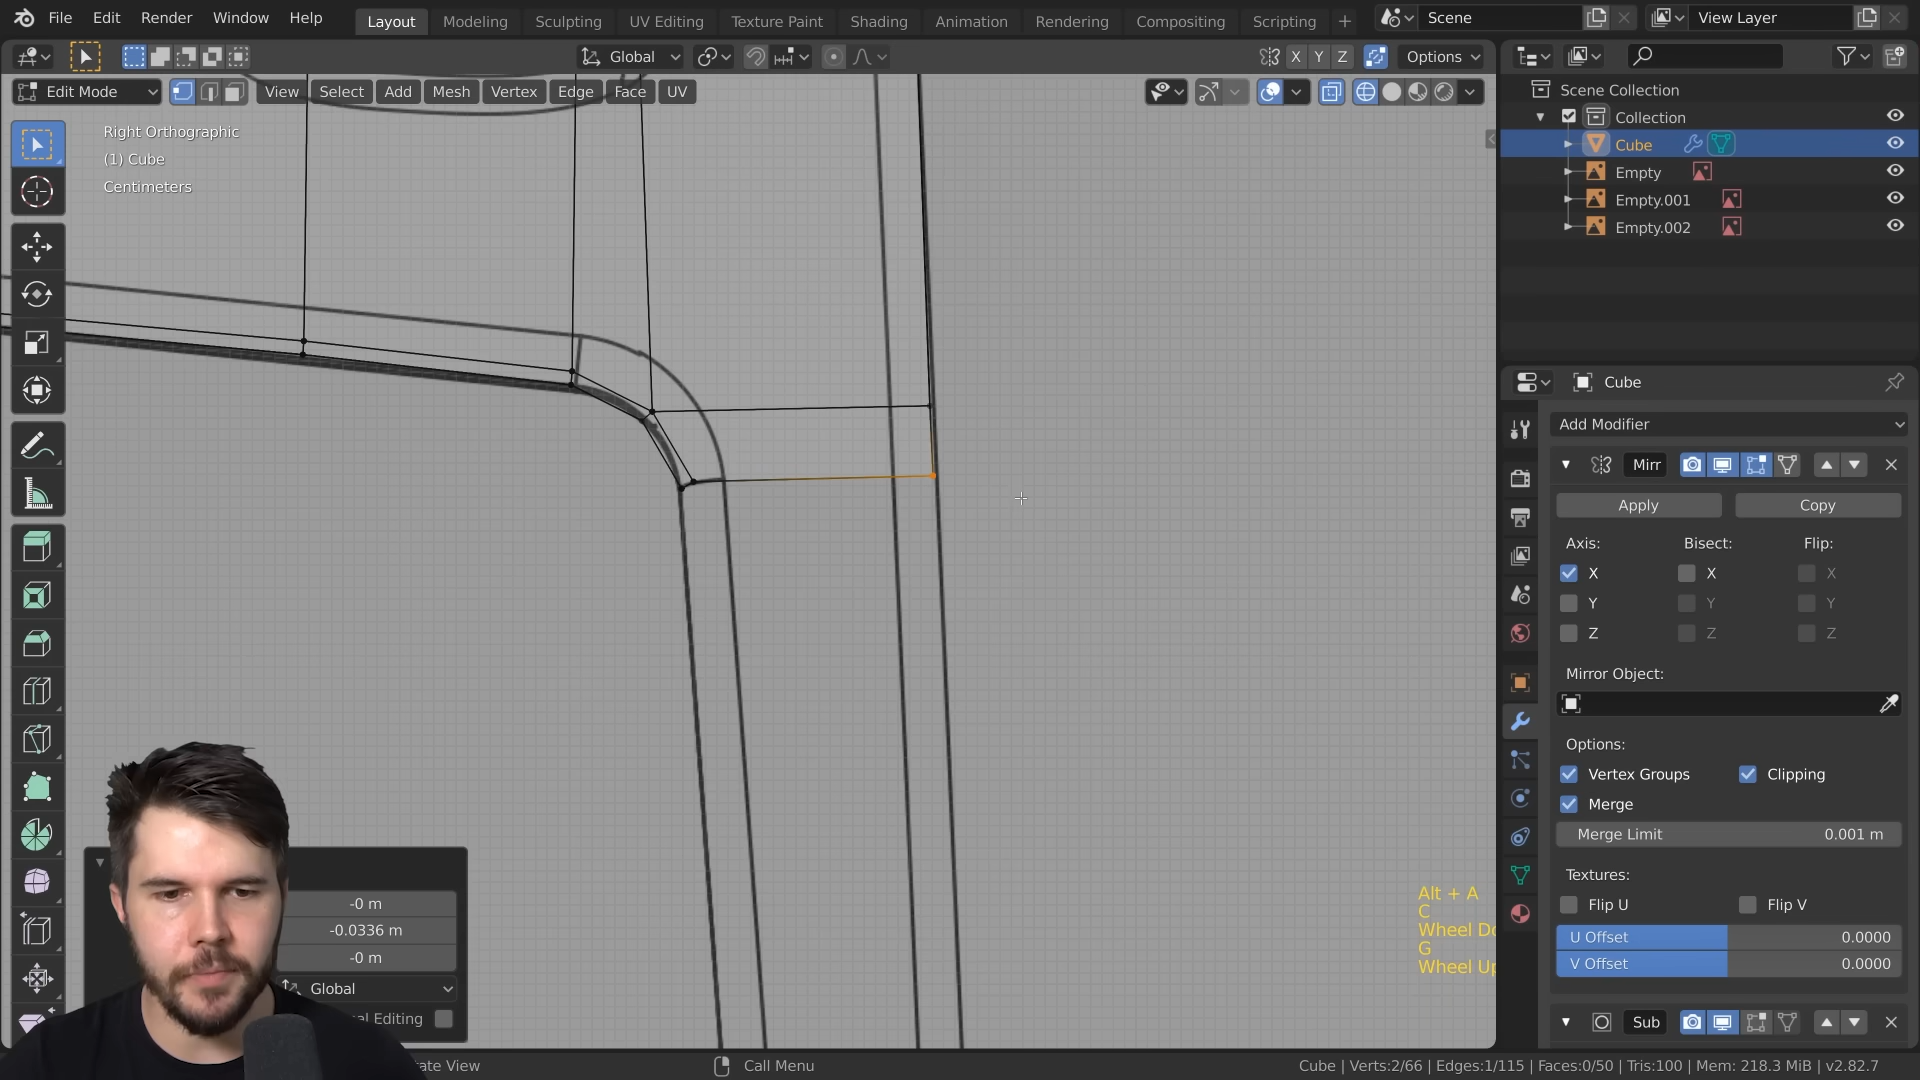 File Edit Render Window Help Layout Modeling Sculpting UV Editing Texture Paint Shading Animation Rendering Compositing Scripting + Scene View Layer
Global X Y Z Options
Edit Mode View Select Add Mesh Vertex Edge Face UV
Right Orthographic
(1) Cube
Centimeters
Scene Collection
Collection
Cube
Empty
Empty.001
Empty.002
Cube
Add Modifier
Mirr
Apply Copy
Axis: Bisect: Flip:
X X X
Y Y Y
Z Z Z
Mirror Object:
Options:
Vertex Groups Clipping
Merge
Merge Limit 0.001 m
Textures:
Flip U Flip V
U Offset 0.0000
V Offset 0.0000
Sub
Alt + A
C
Wheel
G
Wheel
-0 m
-0.0336 m
-0 m
Global
Editing
View Call Menu Cube | Verts:2/66 | Edges:1/115 | Faces:0/50 | Tris:100 | Mem: 218.3 MiB | v2.82.7